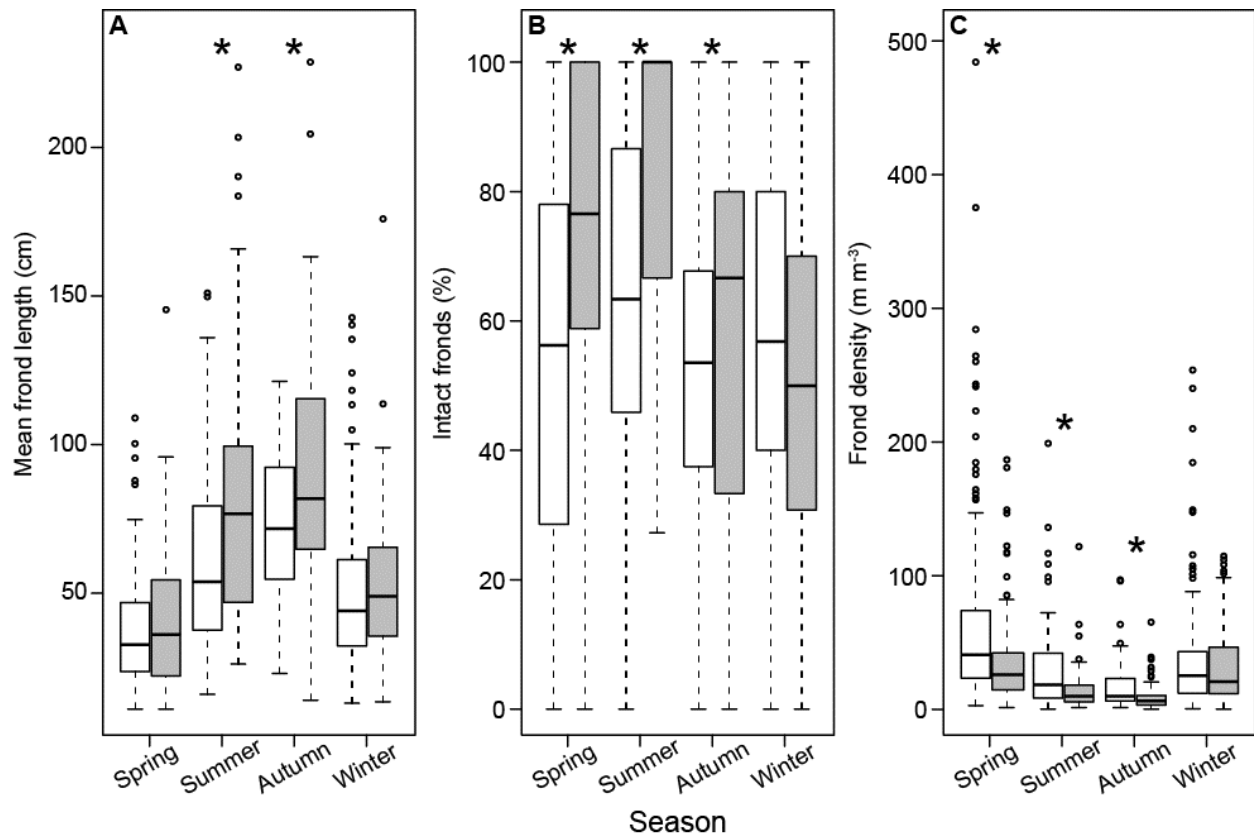 A
B
C
*
*
*
*
*
*
*
*
Mean frond length (cm)
200
150
100
50
Spring
Summer
Autumn
Winter
Intact fronds (%)
100
80
60
40
20
0
Spring
Summer
Autumn
Winter
Frond density (m m⁻³)
500
400
300
200
100
0
Spring
Summer
Autumn
Winter
Season